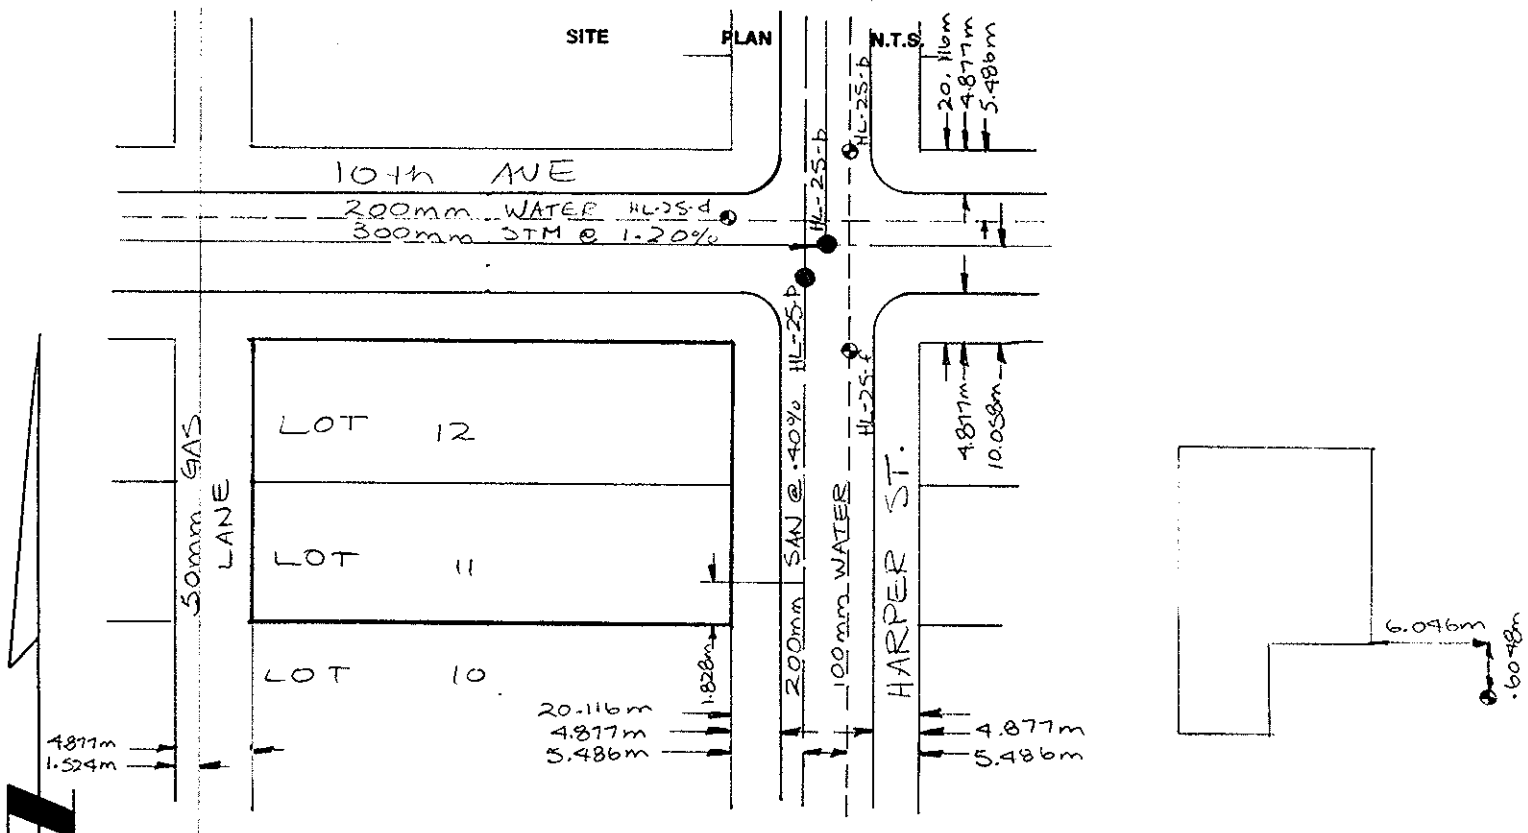 SITE PLAN N.T.S.
20.116m
4.877m
5.486m
HL-25-p
HL-25-p
10th AVE
200mm WATER HL-25-d
300mm STM @ 1.20%
HL-25-p
HL-25-f
4.877m
10.058m
LOT 12
LOT 11
LOT 10
50mm GAS
LANE
200mm SAN @ .40%
100mm WATER
HARPER ST.
1.828m
20.116m
4.877m
5.486m
4.877m
5.486m
4.877m
1.524m
6.096m
.6048m